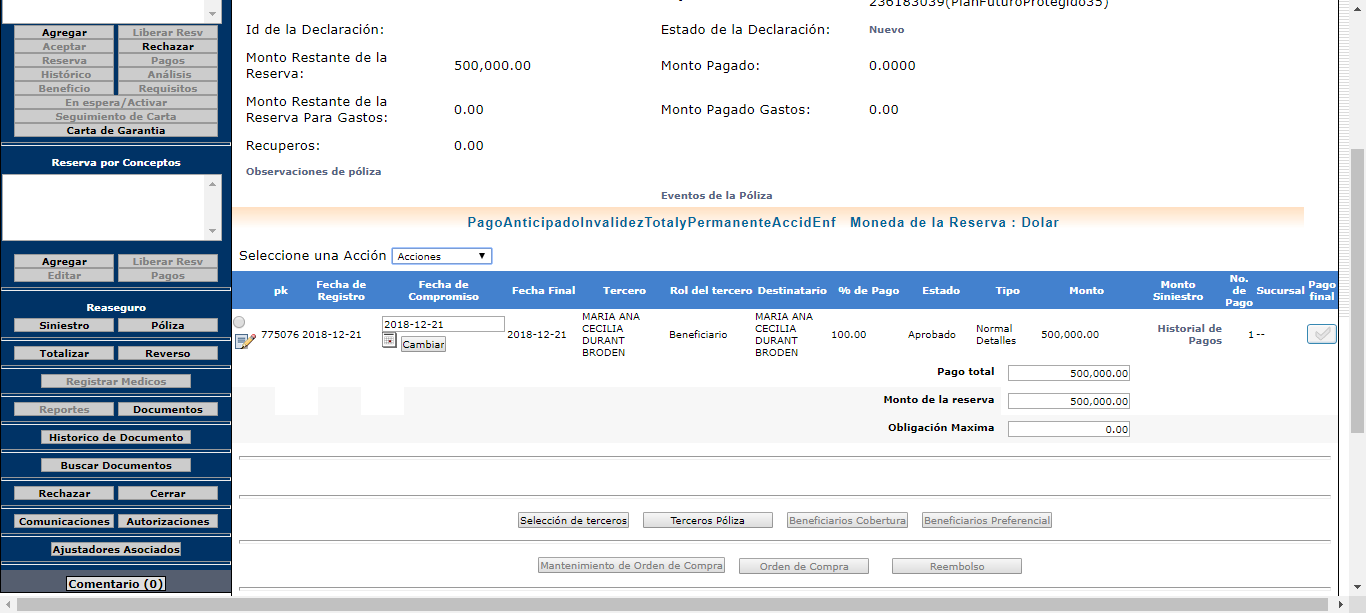 Agregar Liberar Resv
Aceptar Rechazar
Reserva Pagos
Histórico Análisis
Beneficio Requisitos
En espera/Activar
Seguimiento de Carta
Carta de Garantia
Reserva por Conceptos
Agregar Liberar Resv
Editar Pagos
Reaseguro
Siniestro Póliza
Totalizar Reverso
Registrar Medicos
Reportes Documentos
Historico de Documento
Buscar Documentos
Rechazar Cerrar
Comunicaciones Autorizaciones
Ajustadores Asociados
Comentario (0)
236183039(PlanFuturoProtegido35)
Id de la Declaración: Estado de la Declaración: Nuevo
Monto Restante de la
Reserva: 500,000.00 Monto Pagado: 0.0000
Monto Restante de la
Reserva Para Gastos: 0.00 Monto Pagado Gastos: 0.00
Recuperos: 0.00
Observaciones de póliza
Eventos de la Póliza
PagoAnticipadoInvalidezTotalyPermanenteAccidEnf Moneda de la Reserva : Dolar
Seleccione una Acción Acciones
pk Fecha de Registro Fecha de Compromiso Fecha Final Tercero Rol del tercero Destinatario % de Pago Estado Tipo Monto Monto Siniestro No. de Pago Sucursal Pago final
775076 2018-12-21 2018-12-21 Cambiar 2018-12-21 MARIA ANA CECILIA DURANT BRODEN Beneficiario MARIA ANA CECILIA DURANT BRODEN 100.00 Aprobado Normal Detalles 500,000.00 Historial de Pagos 1 --
Pago total 500,000.00
Monto de la reserva 500,000.00
Obligación Maxima 0.00
Selección de terceros Terceros Póliza Beneficiarios Cobertura Beneficiarios Preferencial
Mantenimiento de Orden de Compra Orden de Compra Reembolso